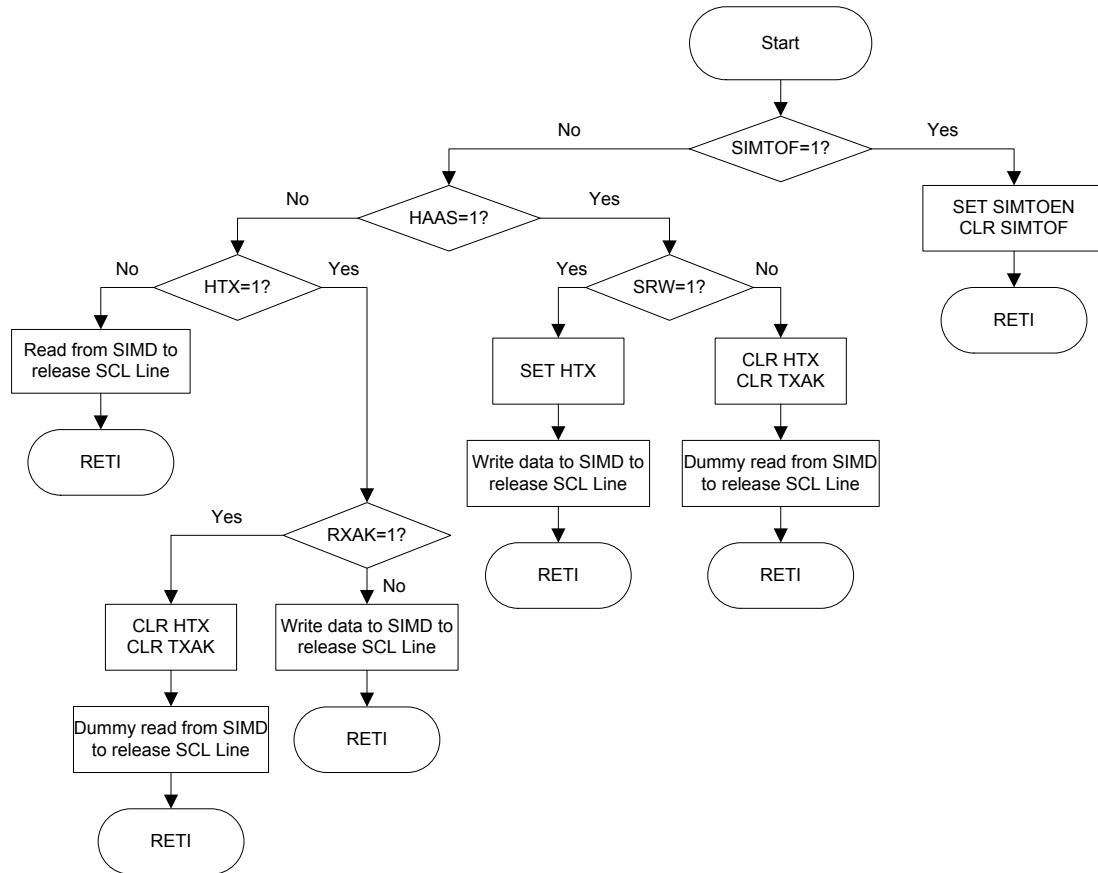 Start
No
Yes
SIMTOF=1?
No
HAAS=1?
Yes
SET SIMTOEN
CLR SIMTOF
No
HTX=1?
Yes
Yes
SRW=1?
No
RETI
Read from SIMD to
release SCL Line
SET HTX
CLR HTX
CLR TXAK
RETI
Write data to SIMD to
release SCL Line
Dummy read from SIMD
to release SCL Line
Yes
RXAK=1?
RETI
RETI
No
CLR HTX
CLR TXAK
Write data to SIMD to
release SCL Line
Dummy read from SIMD
to release SCL Line
RETI
RETI